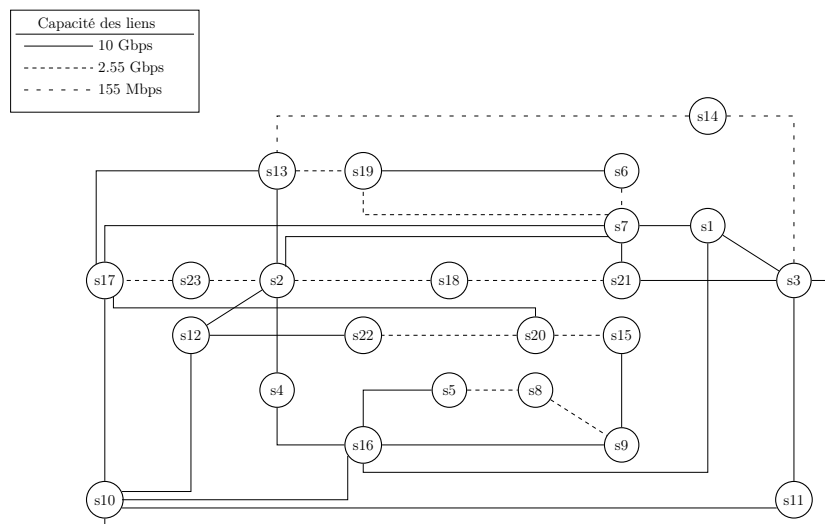 Capacité des liens
10 Gbps
2.55 Gbps
155 Mbps
s14
s13
s19
s6
s7
s1
s17
s23
s2
s18
s21
s3
s12
s22
s20
s15
s4
s5
s8
s16
s9
s10
s11